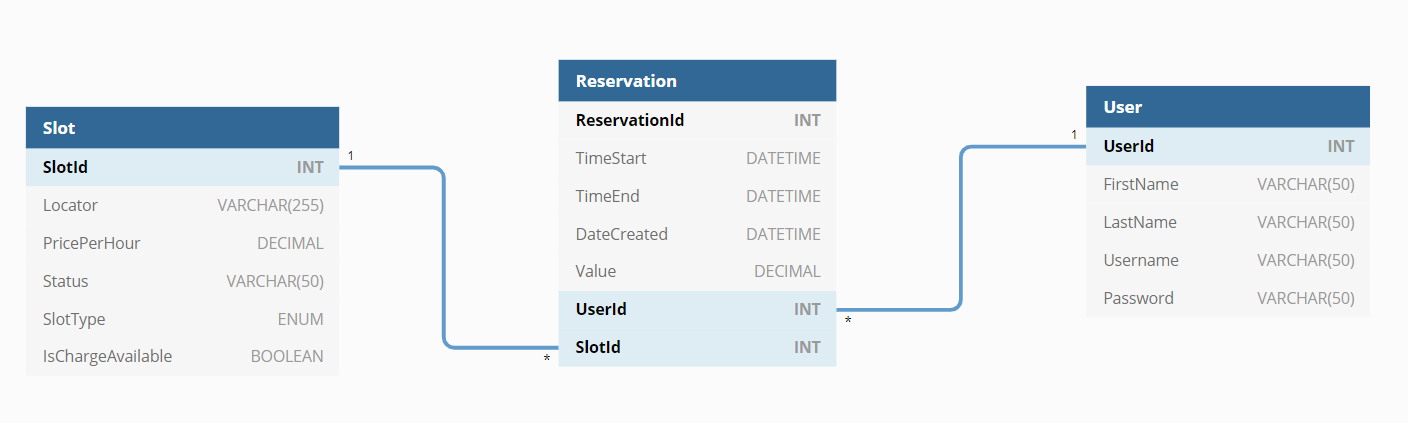 Slot
SlotId INT
Locator VARCHAR(255)
PricePerHour DECIMAL
Status VARCHAR(50)
SlotType ENUM
IsChargeAvailable BOOLEAN
1
*
Reservation
ReservationId INT
TimeStart DATETIME
TimeEnd DATETIME
DateCreated DATETIME
Value DECIMAL
UserId INT
SlotId INT
*
1
User
UserId INT
FirstName VARCHAR(50)
LastName VARCHAR(50)
Username VARCHAR(50)
Password VARCHAR(50)